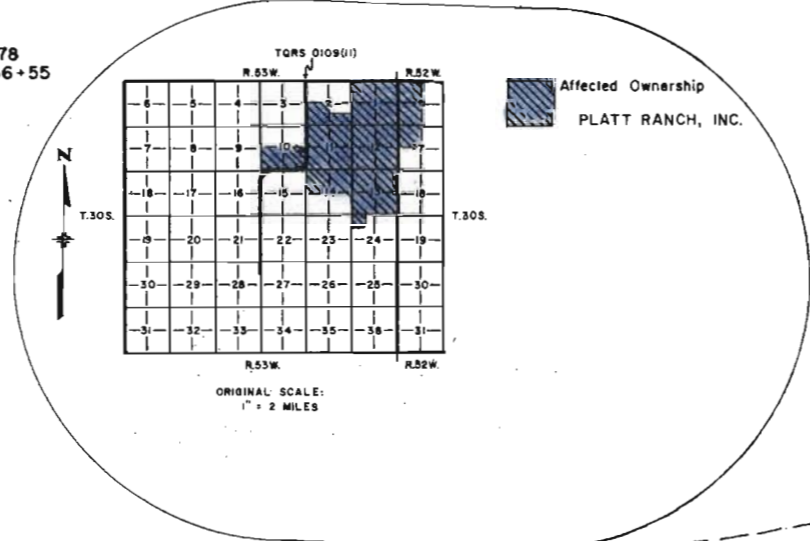 78
6+55
TQRS 0109(11)
R.53W. R.52W.
Affected Ownership
PLATT RANCH, INC.
N
6 5 4 3 2
7 8 9 10 11 17
18 17 16 15 14 18
T.30S. T.30S.
19 20 21 22 23 24 19
30 29 28 27 26 25 30
31 32 33 34 35 36 31
R.53W. R.52W.
ORIGINAL SCALE:
1" = 2 MILES